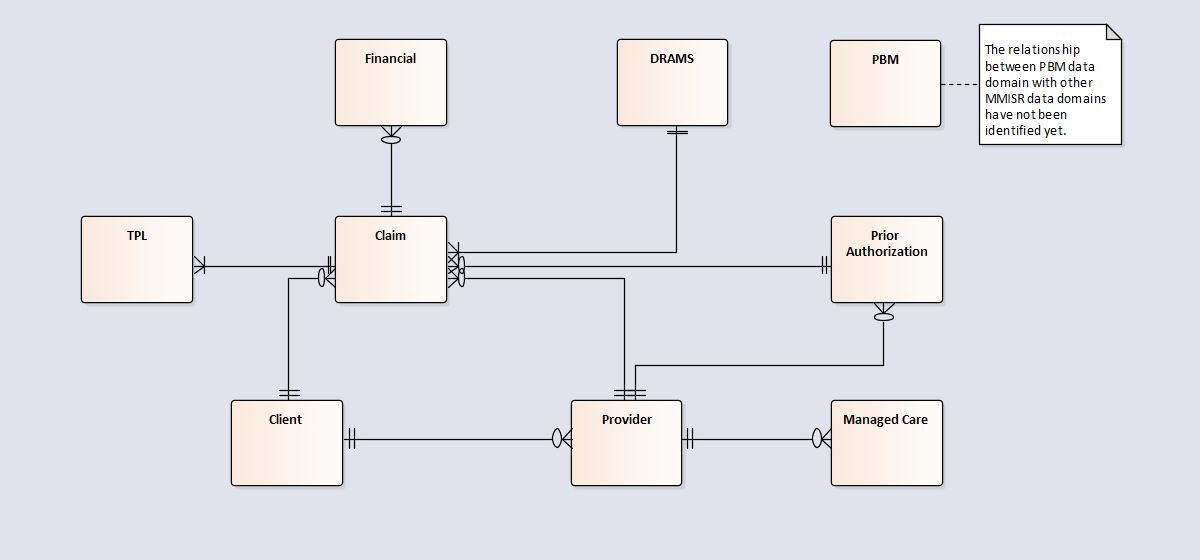 Financial
DRAMS
PBM
The relationship
between PBM data
domain with other
MMISR data domains
have not been
identified yet.
TPL
Claim
Prior
Authorization
Client
Provider
Managed Care